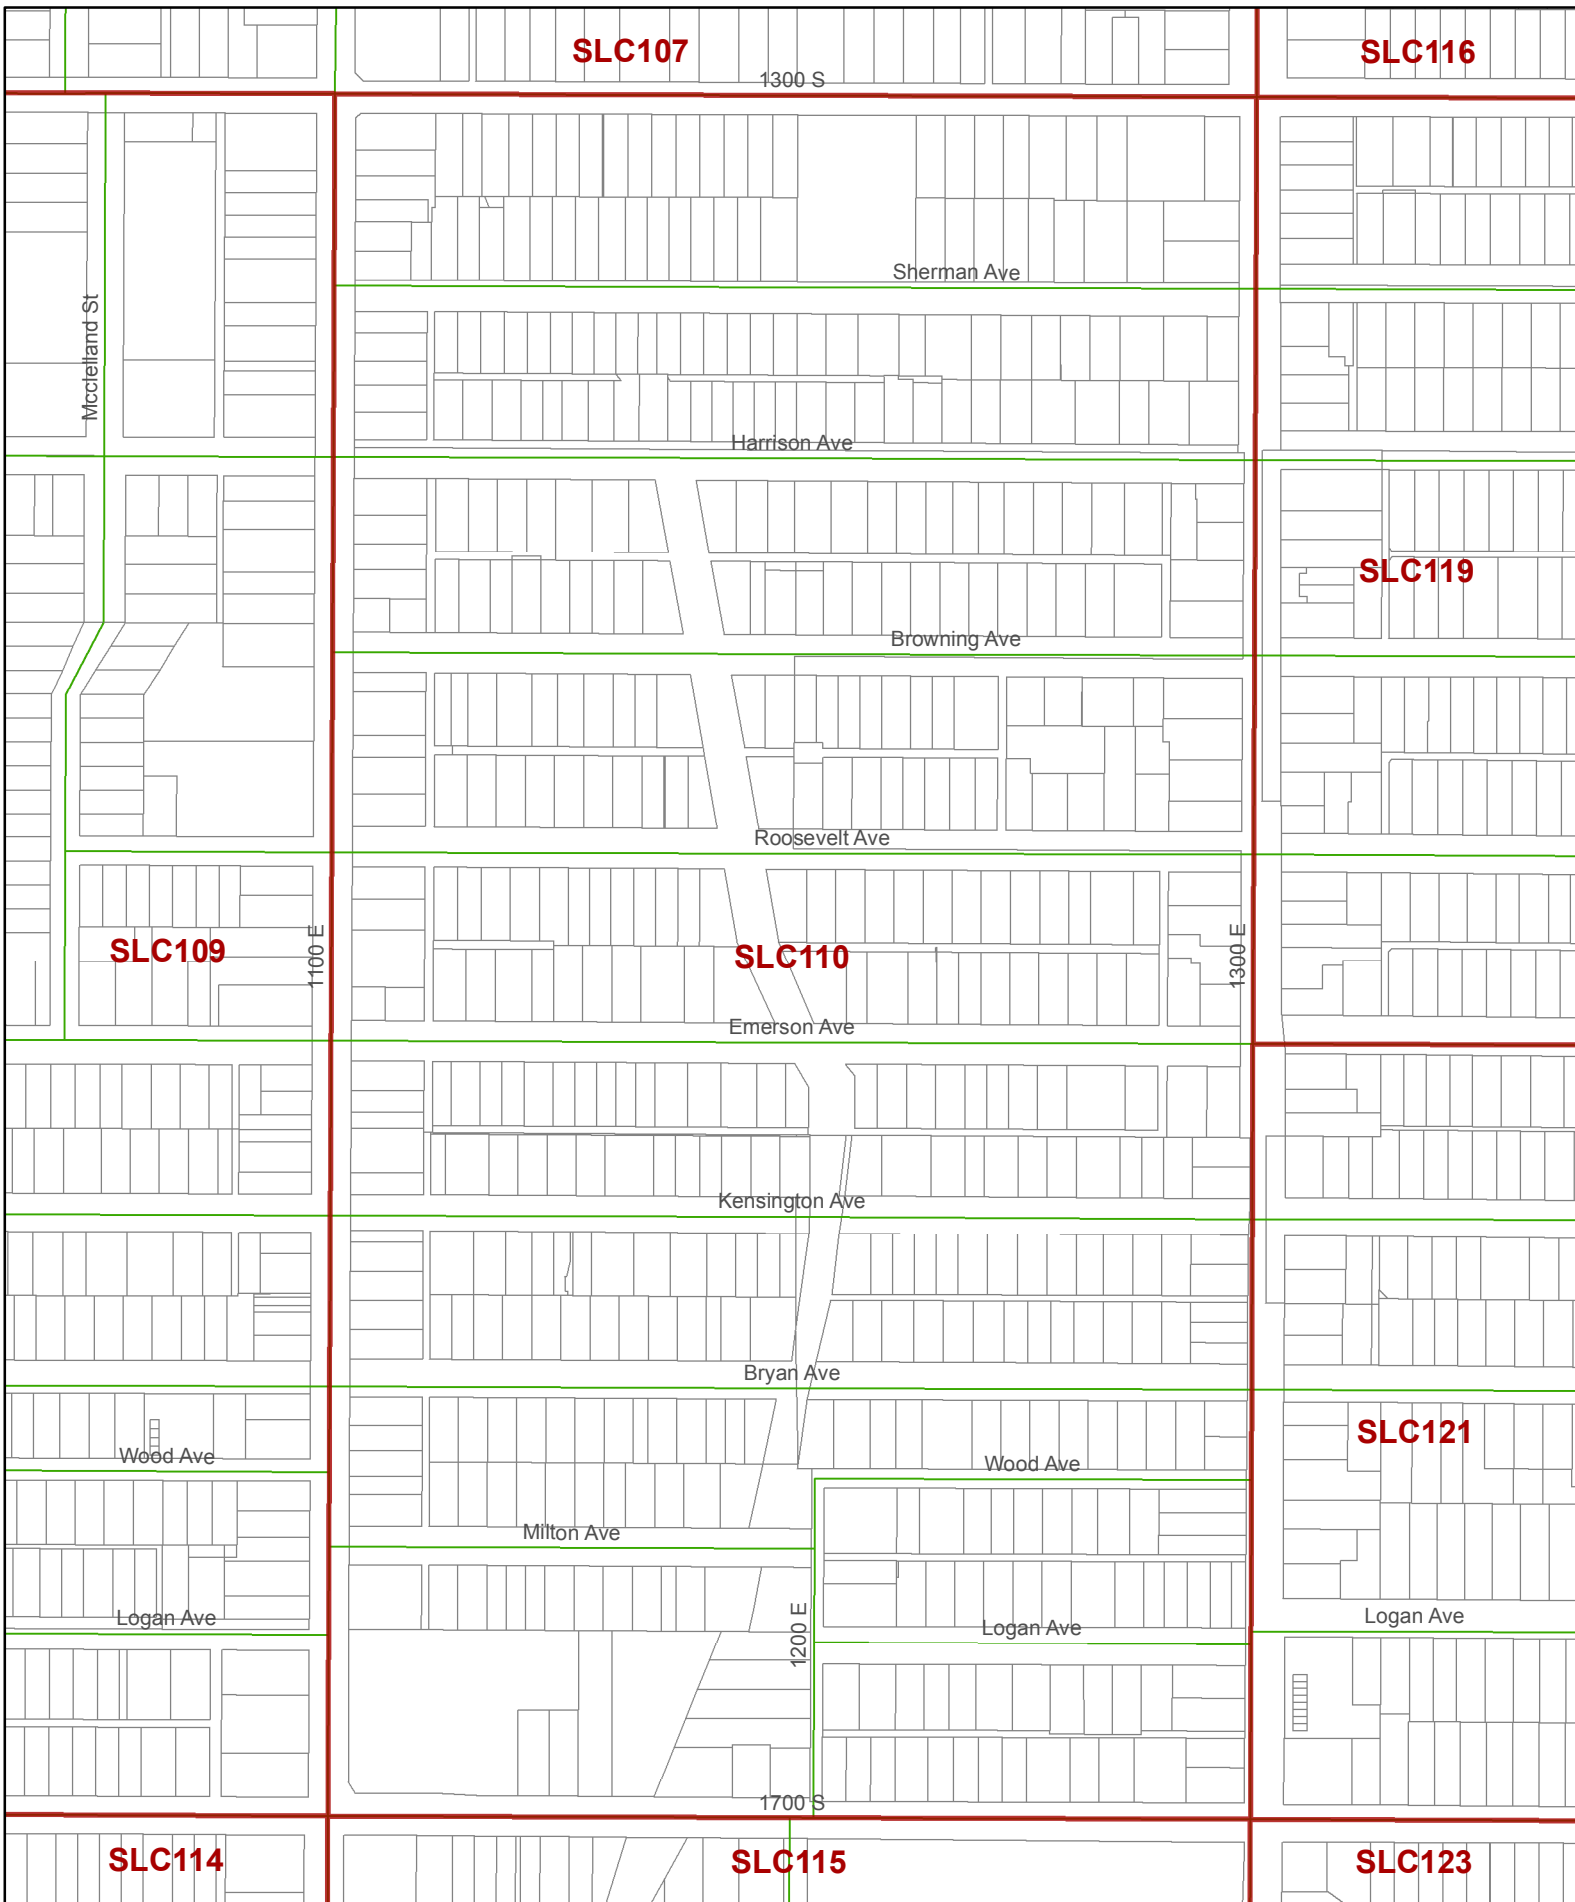 SLC107
SLC116
1300 S
Sherman Ave
Mcclelland St
Harrison Ave
SLC119
Browning Ave
Roosevelt Ave
SLC109
1100 E
SLC110
1300 E
Emerson Ave
Kensington Ave
Bryan Ave
SLC121
Wood Ave
Wood Ave
Milton Ave
Logan Ave
1200 E
Logan Ave
Logan Ave
1700 S
SLC114
SLC115
SLC123